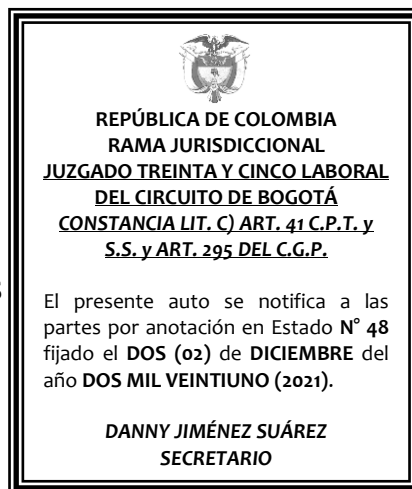 REPÚBLICA DE COLOMBIA
RAMA JURISDICCIONAL
JUZGADO TREINTA Y CINCO LABORAL
DEL CIRCUITO DE BOGOTÁ
CONSTANCIA LIT. C) ART. 41 C.P.T. y
S.S. y ART. 295 DEL C.G.P.
El presente auto se notifica a las
partes por anotación en Estado N° 48
fijado el DOS (02) de DICIEMBRE del
año DOS MIL VEINTIUNO (2021).
DANNY JIMÉNEZ SUÁREZ
SECRETARIO